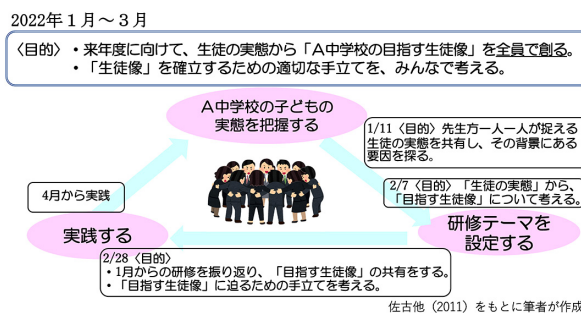 2022年1月～3月
〈目的〉・来年度に向けて、生徒の実態から「A中学校の目指す生徒像」を全員で創る。
・「生徒像」を確立するための適切な手立てを、みんなで考える。
A中学校の子どもの
実態を把握する
1/11〈目的〉先生方一人一人が捉える
生徒の実態を共有し、その背景にある
要因を探る。
2/7〈目的〉「生徒の実態」から、
「目指す生徒像」について考える。
4月から実践
実践する
研修テーマを
設定する
2/28〈目的〉
・1月からの研修を振り返り、「目指す生徒像」の共有をする。
・「目指す生徒像」に迫るための手立てを考える。
佐古他（2011）をもとに筆者が作成